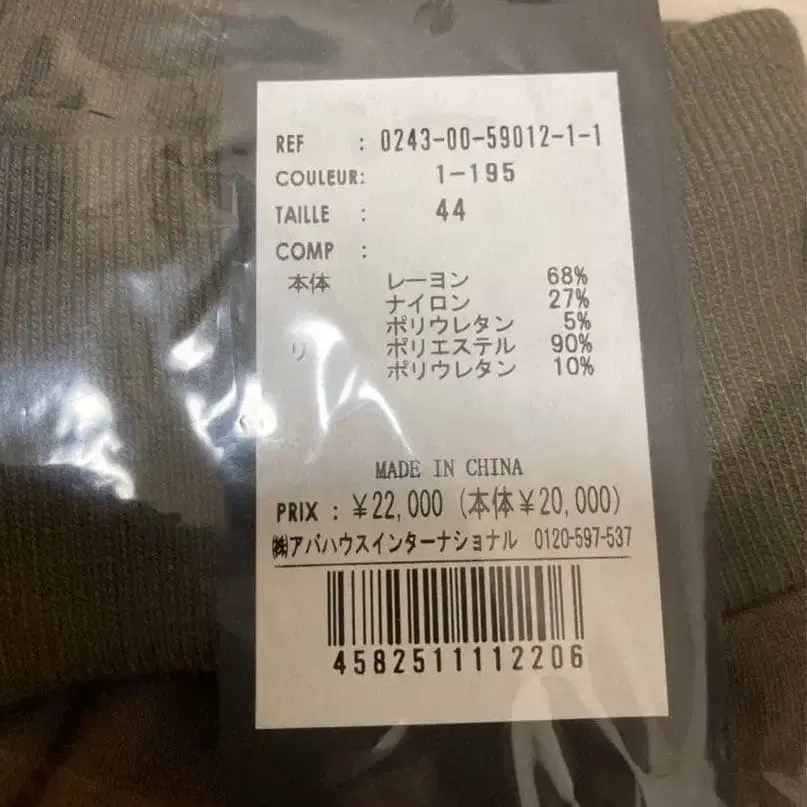 REF : 0243-00-59012-1-1
COULEUR: 1-195
TAILLE : 44
COMP :
本体 レーヨン 68%
ナイロン 27%
ポリウレタン 5%
リ ポリエステル 90%
ポリウレタン 10%
MADE IN CHINA
PRIX : ¥22,000 (本体¥20,000)
㈱アバハウスインターナショナル 0120-597-537
4582511112206